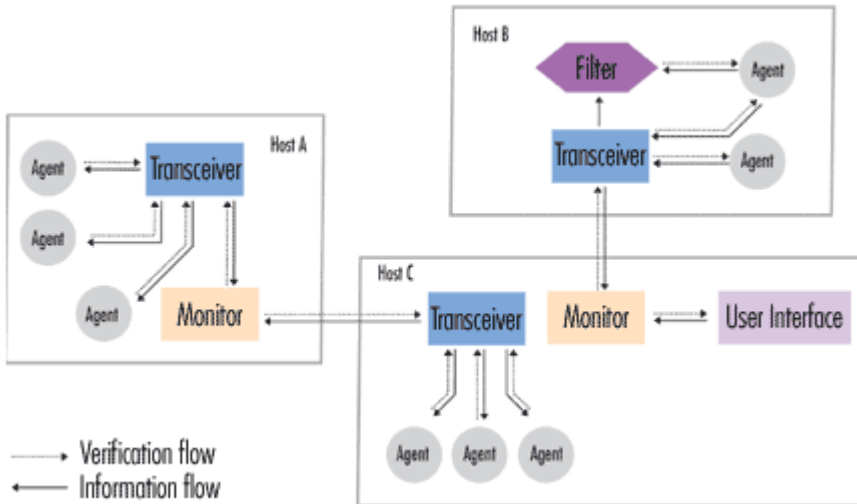 Host B
Filter
Agent
Transceiver
Agent
Host A
Agent
Transceiver
Agent
Agent
Monitor
Host C
Transceiver
Monitor
User Interface
Agent
Agent
Agent
Verification flow
Information flow